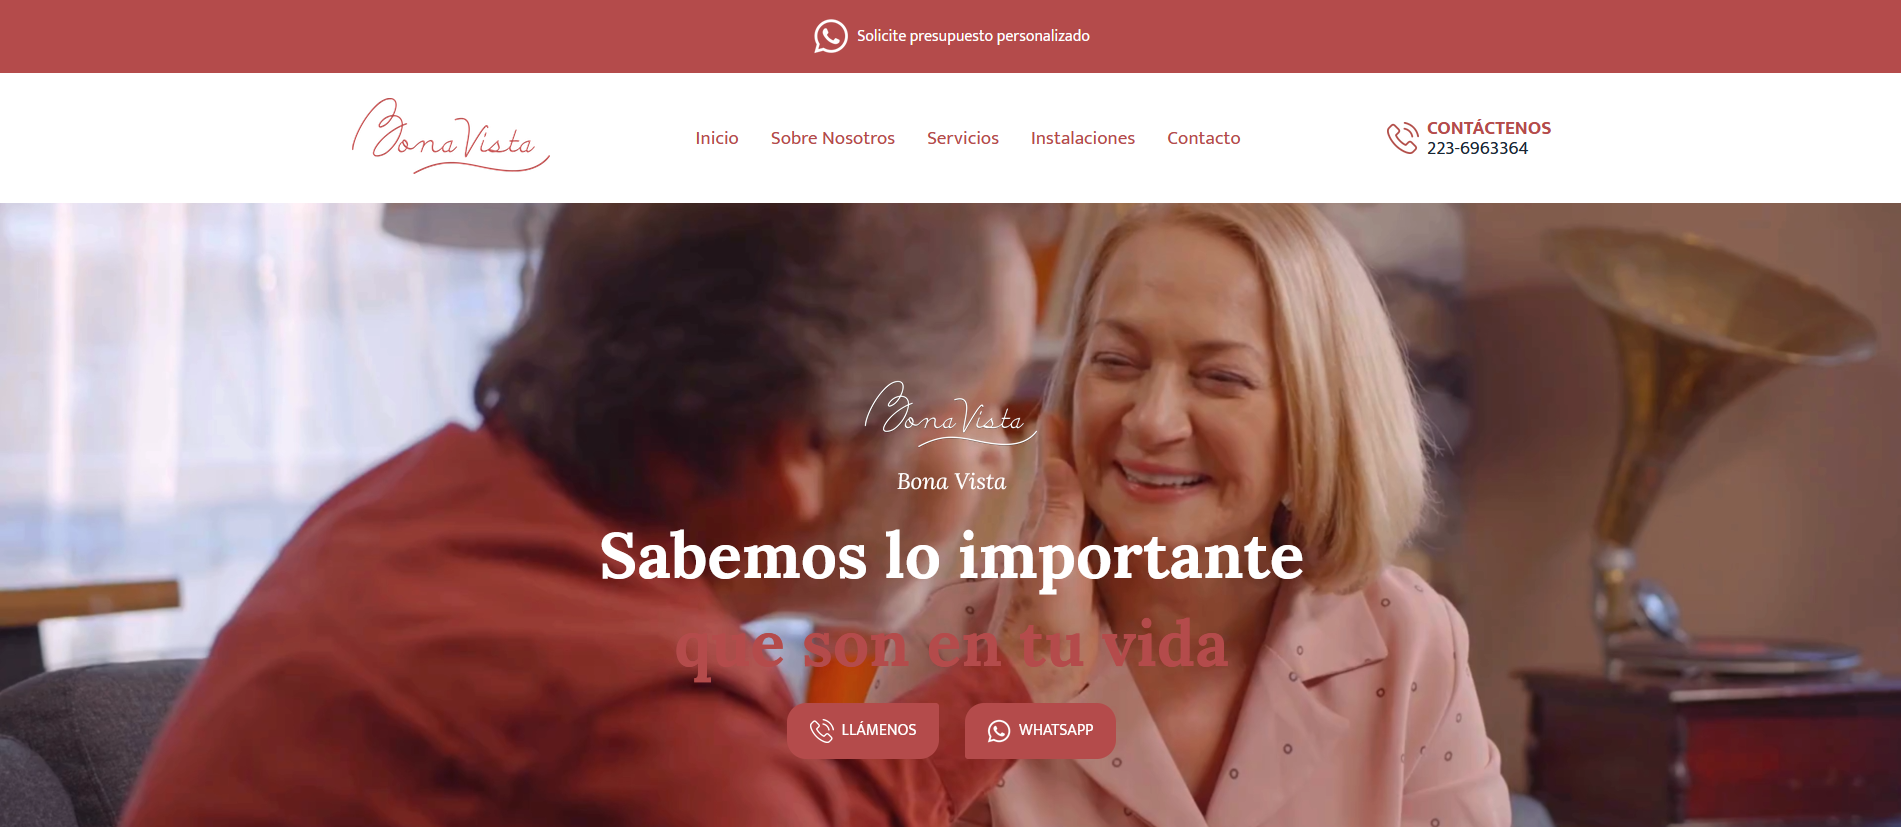 Solicite presupuesto personalizado
Bona Vista
Inicio Sobre Nosotros Servicios Instalaciones Contacto
CONTÁCTENOS
223-6963364
Bona Vista
Bona Vista
Sabemos lo importante
que son en tu vida
LLÁMENOS WHATSAPP